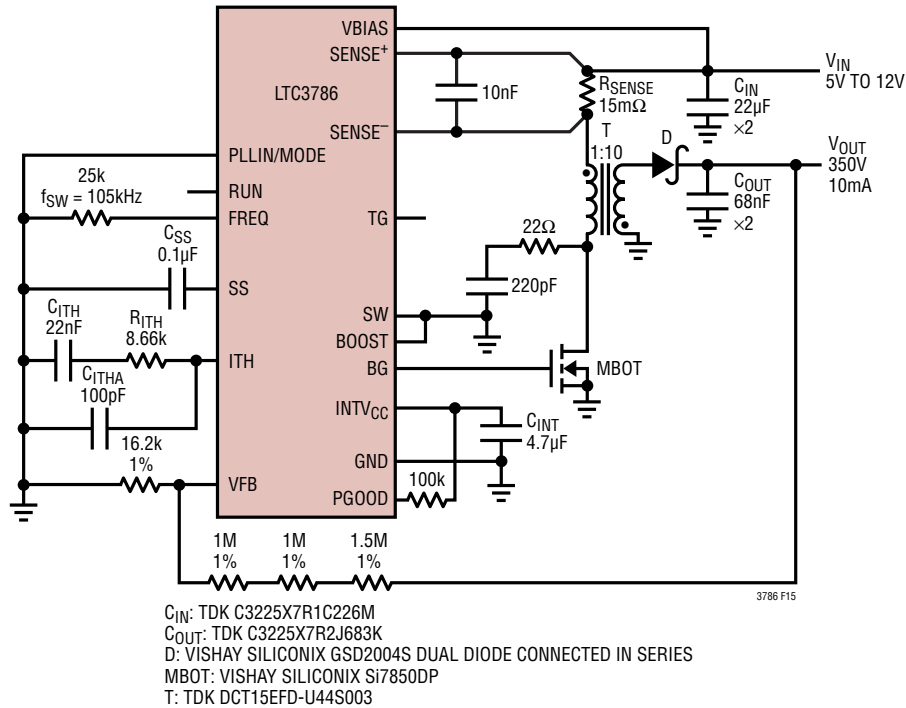 VBIAS
SENSE+
LTC3786
10nF
SENSE–
PLLIN/MODE
25k
fSW = 105kHz
RUN
FREQ
TG
CSS
0.1µF
SS
CITH
22nF
RITH
8.66k
ITH
CITHA
100pF
16.2k
1%
VFB
SW
BOOST
BG
INTVCC
GND
PGOOD
100k
CINT
4.7µF
22Ω
220pF
MBOT
RSENSE
15mΩ
T
1:10
D
VIN
5V TO 12V
CIN
22µF
×2
VOUT
350V
10mA
COUT
68nF
×2
1M
1%
1M
1%
1.5M
1%
3786 F15
CIN: TDK C3225X7R1C226M
COUT: TDK C3225X7R2J683K
D: VISHAY SILICONIX GSD2004S DUAL DIODE CONNECTED IN SERIES
MBOT: VISHAY SILICONIX Si7850DP
T: TDK DCT15EFD-U44S003